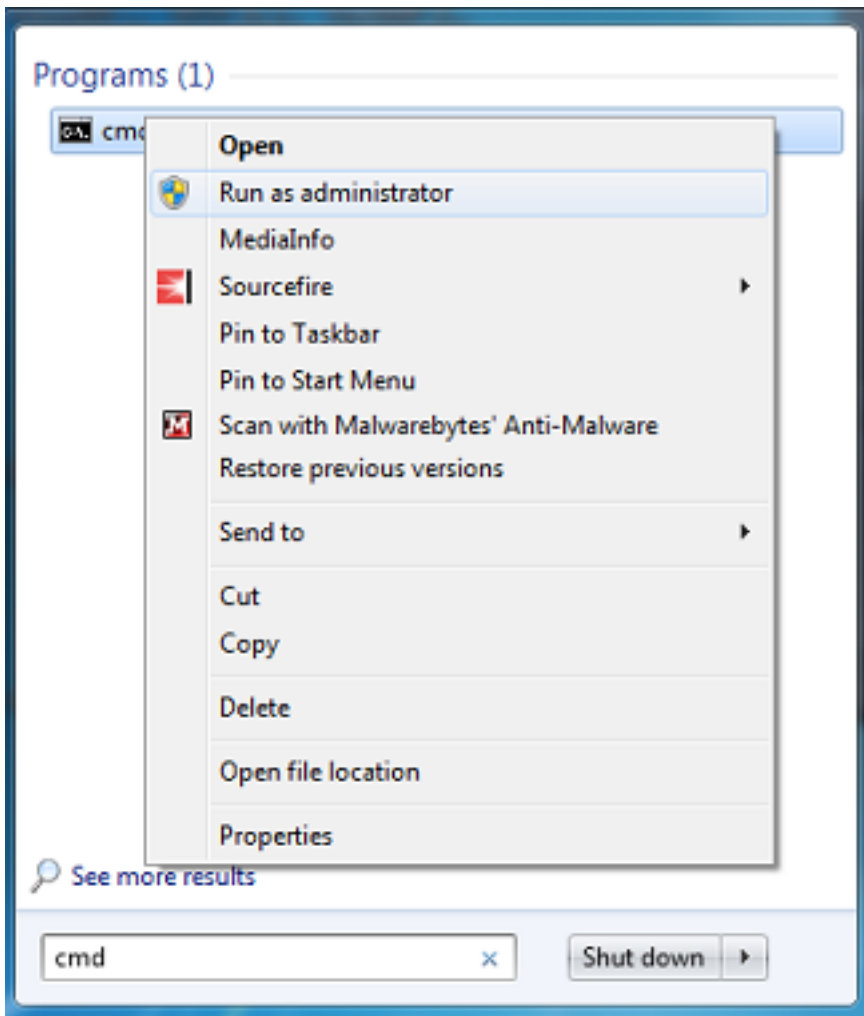 Programs (1)
cmd
Open
Run as administrator
MediaInfo
Sourcefire
Pin to Taskbar
Pin to Start Menu
Scan with Malwarebytes' Anti-Malware
Restore previous versions
Send to
Cut
Copy
Delete
Open file location
Properties
See more results
cmd
Shut down